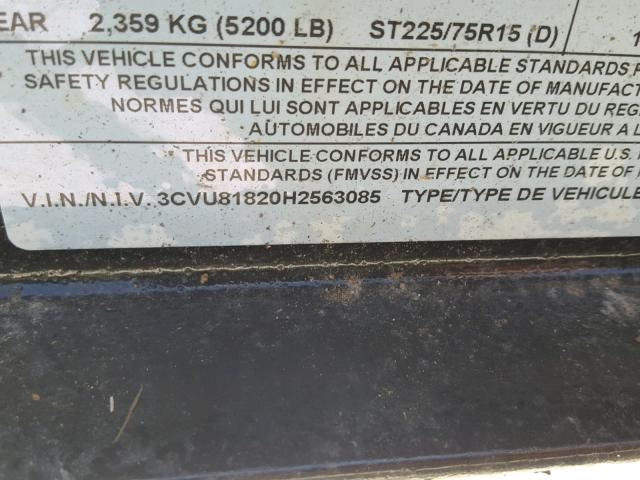 EAR 2,359 KG (5200 LB) ST225/75R15 (D) 1
THIS VEHICLE CONFORMS TO ALL APPLICABLE STANDARDS P
SAFETY REGULATIONS IN EFFECT ON THE DATE OF MANUFACT
NORMES QUI LUI SONT APPLICABLES EN VERTU DU REG
AUTOMOBILES DU CANADA EN VIGUEUR A L
THIS VEHICLE CONFORMS TO ALL APPLICABLE U.S.
STANDARDS (FMVSS) IN EFFECT ON THE DATE OF
V.I.N./N.I.V. 3CVU81820H2563085 TYPE/TYPE DE VEHICULE